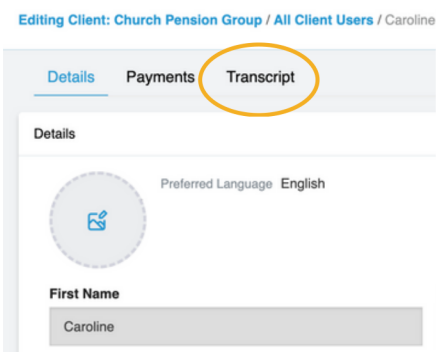 Editing Client: Church Pension Group / All Client Users / Caroline
Details Payments Transcript
Details
Preferred Language English
First Name
Caroline